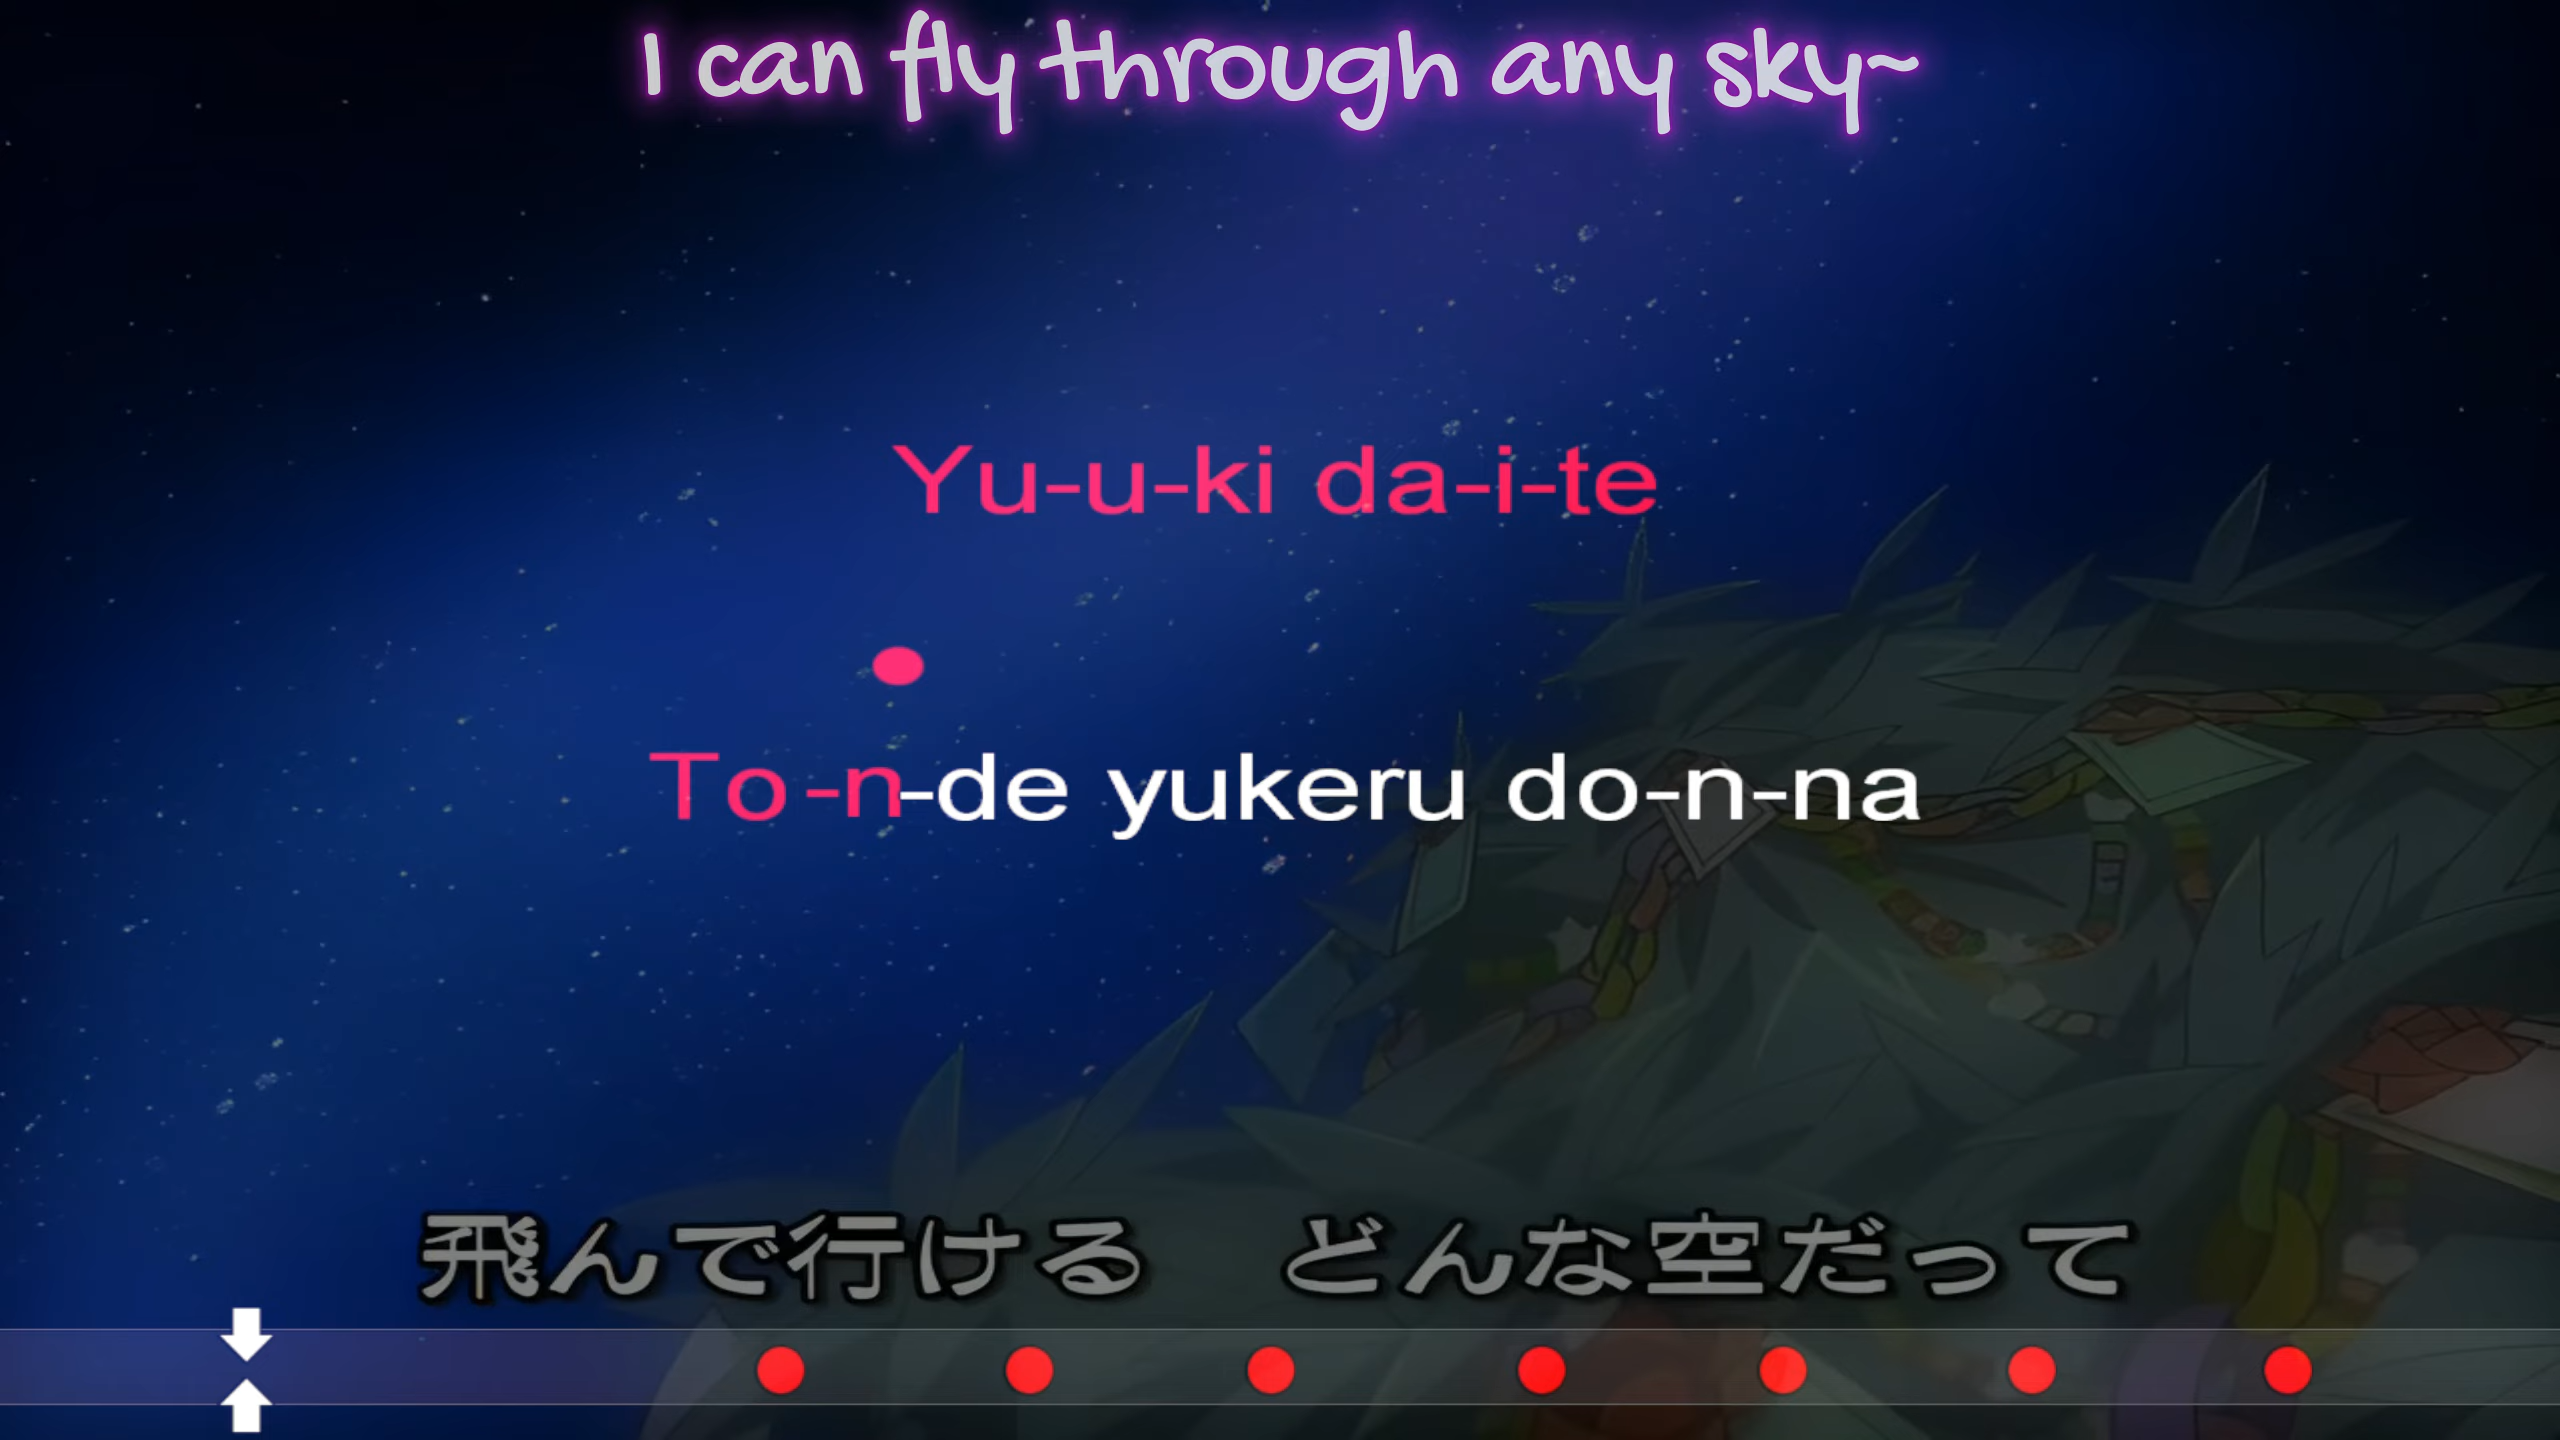 I can fly through any sky~
Yu-u-ki da-i-te
To-n-de yukeru do-n-na
飛んで行ける　どんな空だって